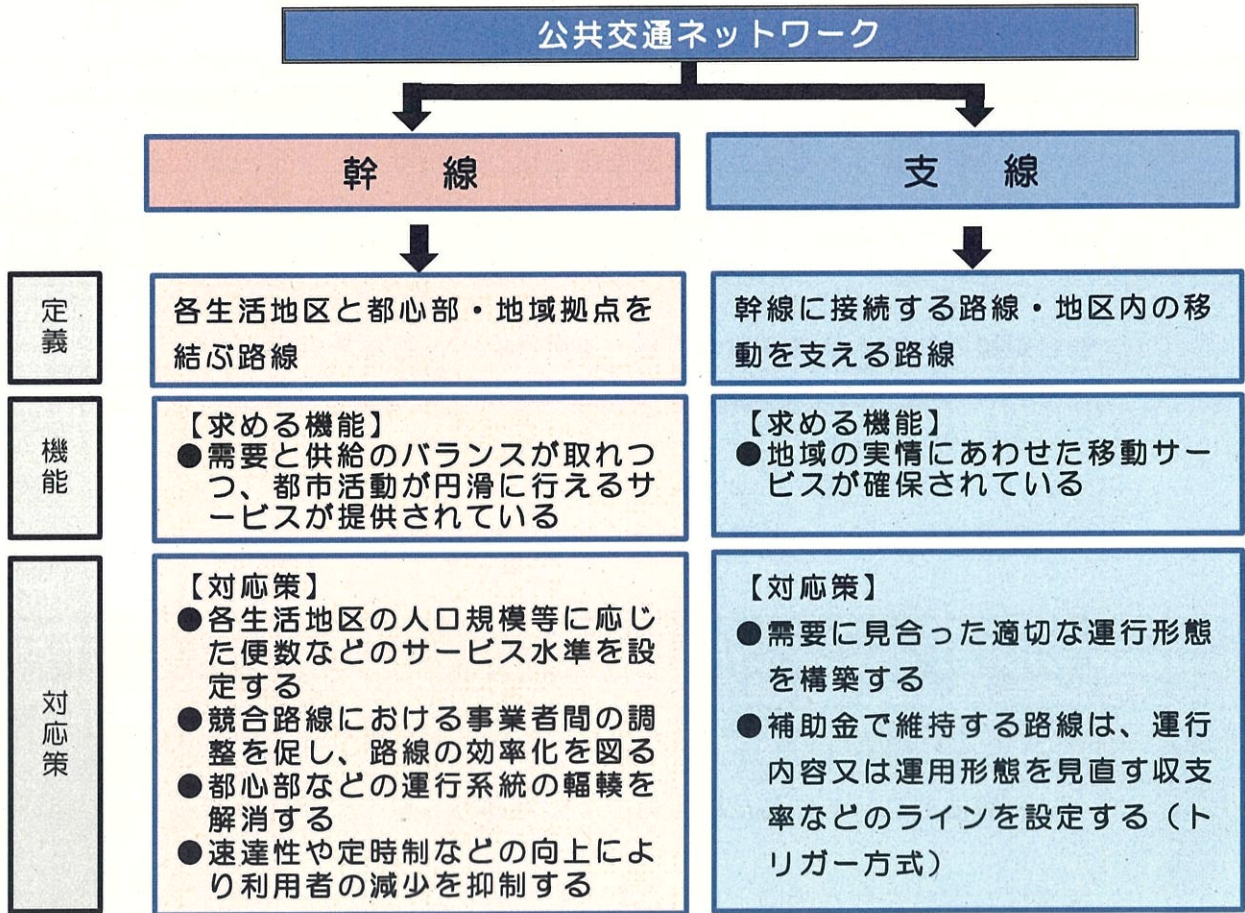 公共交通ネットワーク
幹 線
支 線
定義
各生活地区と都心部・地域拠点を
結ぶ路線
幹線に接続する路線・地区内の移
動を支える路線
機能
【求める機能】
●需要と供給のバランスが取れつ
つ、都市活動が円滑に行えるサ
ービスが提供されている
【求める機能】
●地域の実情にあわせた移動サー
ビスが確保されている
対応策
【対応策】
●各生活地区の人口規模等に応じ
た便数などのサービス水準を設
定する
●競合路線における事業者間の調
整を促し、路線の効率化を図る
●都心部などの運行系統の輻輳を
解消する
●速達性や定時制などの向上によ
り利用者の減少を抑制する
【対応策】
●需要に見合った適切な運行形態
を構築する
●補助金で維持する路線は、運行
内容又は運用形態を見直す収支
率などのラインを設定する（ト
リガー方式）